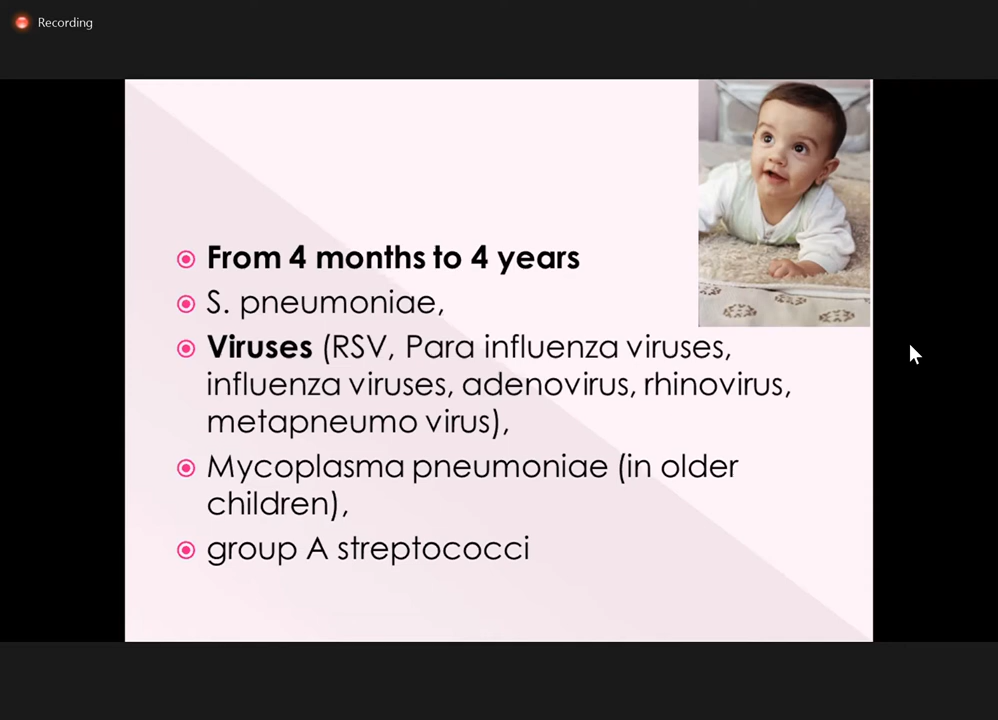 Recording
From 4 months to 4 years
S. pneumoniae,
Viruses (RSV, Para influenza viruses,
influenza viruses, adenovirus, rhinovirus,
metapneumo virus),
Mycoplasma pneumoniae (in older
children),
group A streptococci